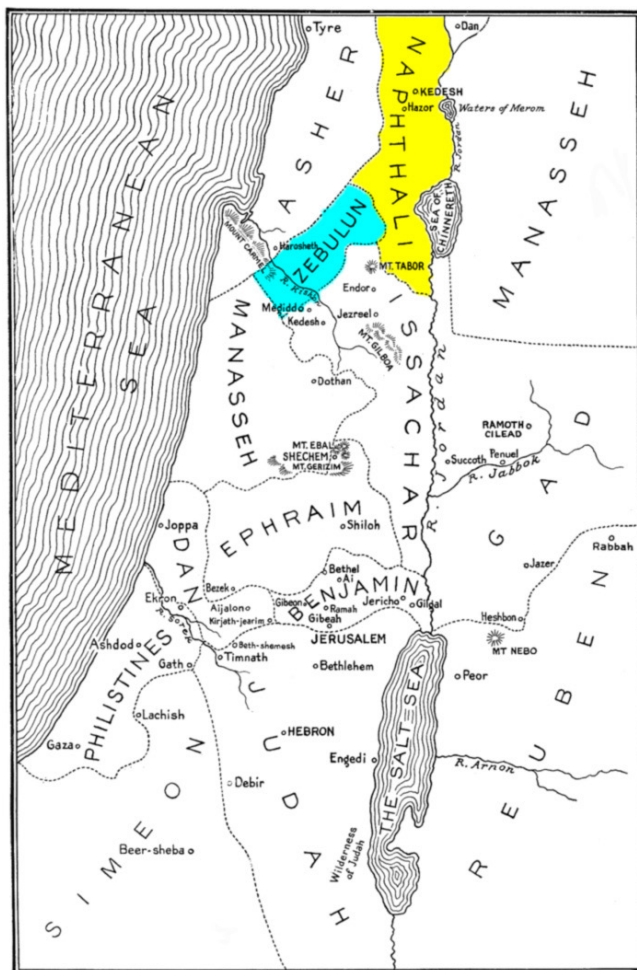 Tyre
Dan
NAPHTHALI
ASHER
KEDESH
Hazor
Waters of Merom
R. Jordan
MANASSEH
SEA OF
CHINNERETH
MEDITERRANEAN
SEA
ZEBULUN
Harosheth
MOUNT CARMEL
R. Kishon
MT. TABOR
Endor
Megiddo
Kedesh
Jezreel
MT. GILBOA
ISSACHAR
MANASSEH
Dothan
R. Jordan
RAMOTH
GILEAD
MT. EBAL
SHECHEM
MT. GERIZIM
Succoth
Penuel
R. Jabbok
GAD
EPHRAIM
Shiloh
Joppa
DAN
Rabbah
Jazer
Bethel
Ai
Bezek
BENJAMIN
Ekron
Aijalon
Gibeon
Ramah
Jericho
Gilgal
Kirjath-jearim
Gibeah
Heshbon
Sorek
JERUSALEM
MT NEBO
Ashdod
Beth-shemesh
Timnath
Gath
Bethlehem
Peor
PHILISTINES
Lachish
JUDAH
HEBRON
Gaza
Engedi
THE SALT SEA
R. Arnon
REUBEN
Debir
SIMEON
Beer-sheba
Wilderness
of Judah